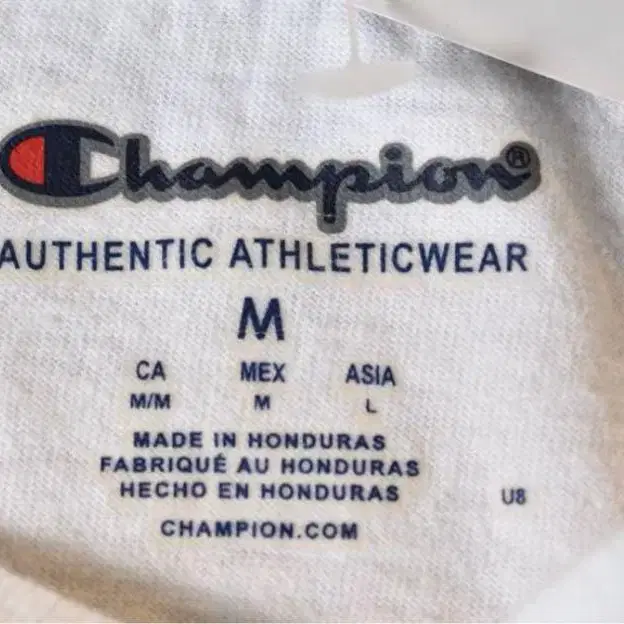 Champion®
AUTHENTIC ATHLETICWEAR
M
CA MEX ASIA
M/M M L
MADE IN HONDURAS
FABRIQUÉ AU HONDURAS
HECHO EN HONDURAS
U8
CHAMPION.COM